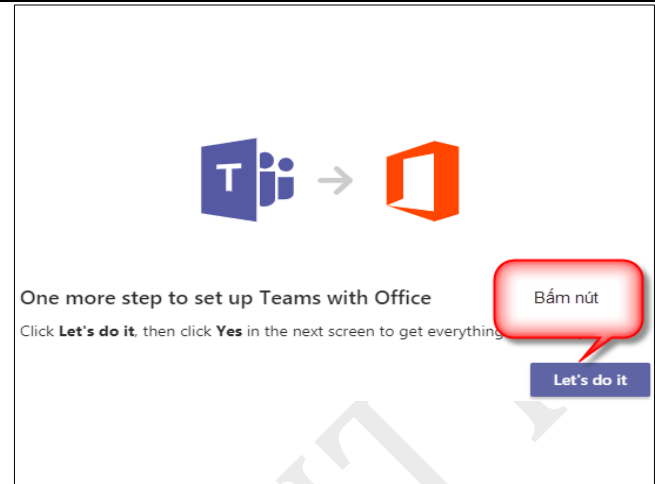 T
One more step to set up Teams with Office
Bấm nút
Click Let's do it, then click Yes in the next screen to get everything
Let's do it